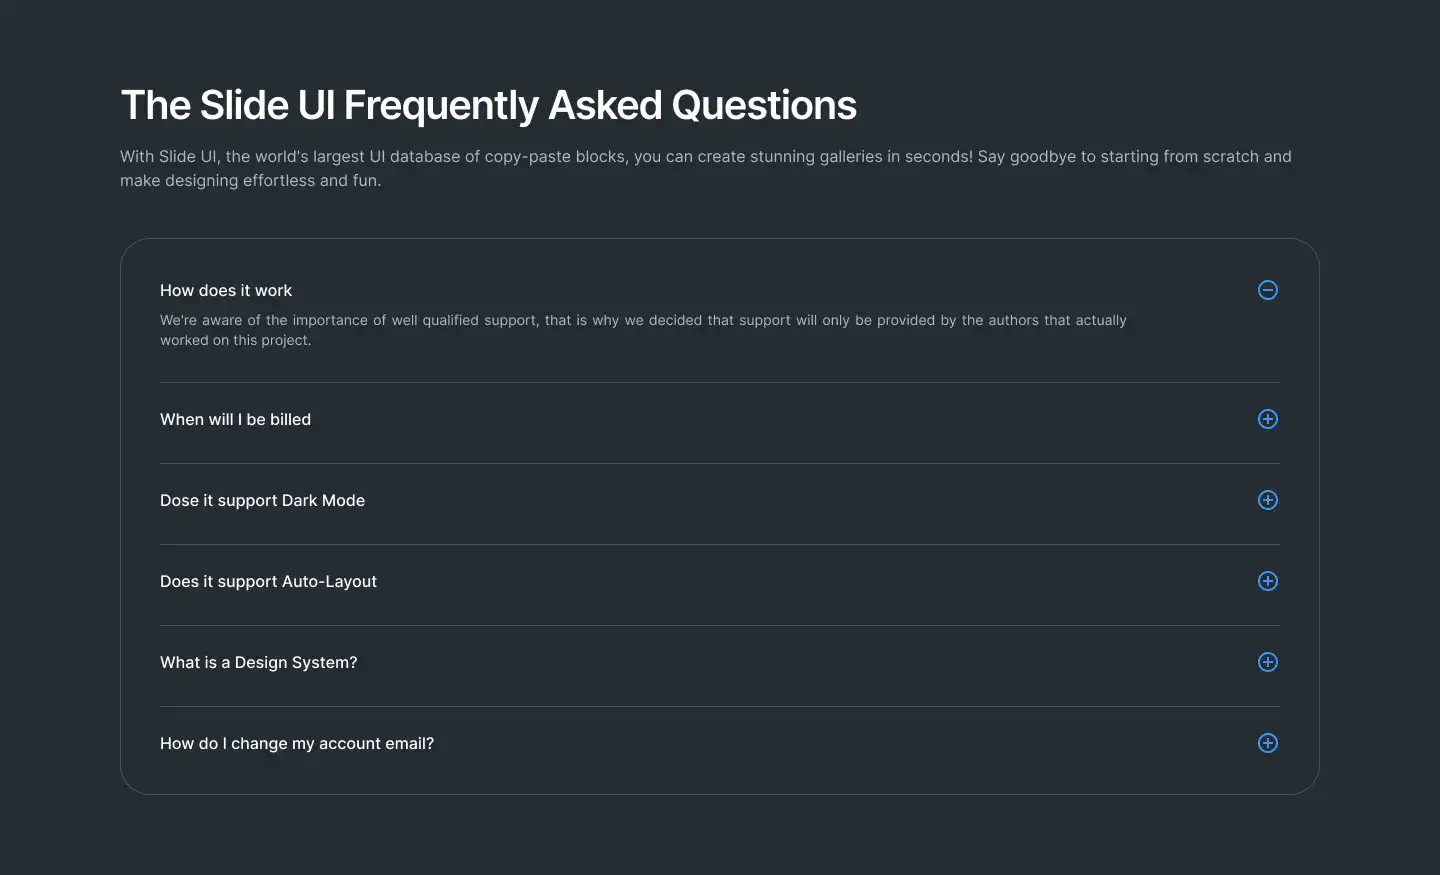 The Slide UI Frequently Asked Questions
With Slide UI, the world's largest UI database of copy-paste blocks, you can create stunning galleries in seconds! Say goodbye to starting from scratch and
make designing effortless and fun.
How does it work
We're aware of the importance of well qualified support, that is why we decided that support will only be provided by the authors that actually
worked on this project.
When will I be billed
Dose it support Dark Mode
Does it support Auto-Layout
What is a Design System?
How do I change my account email?